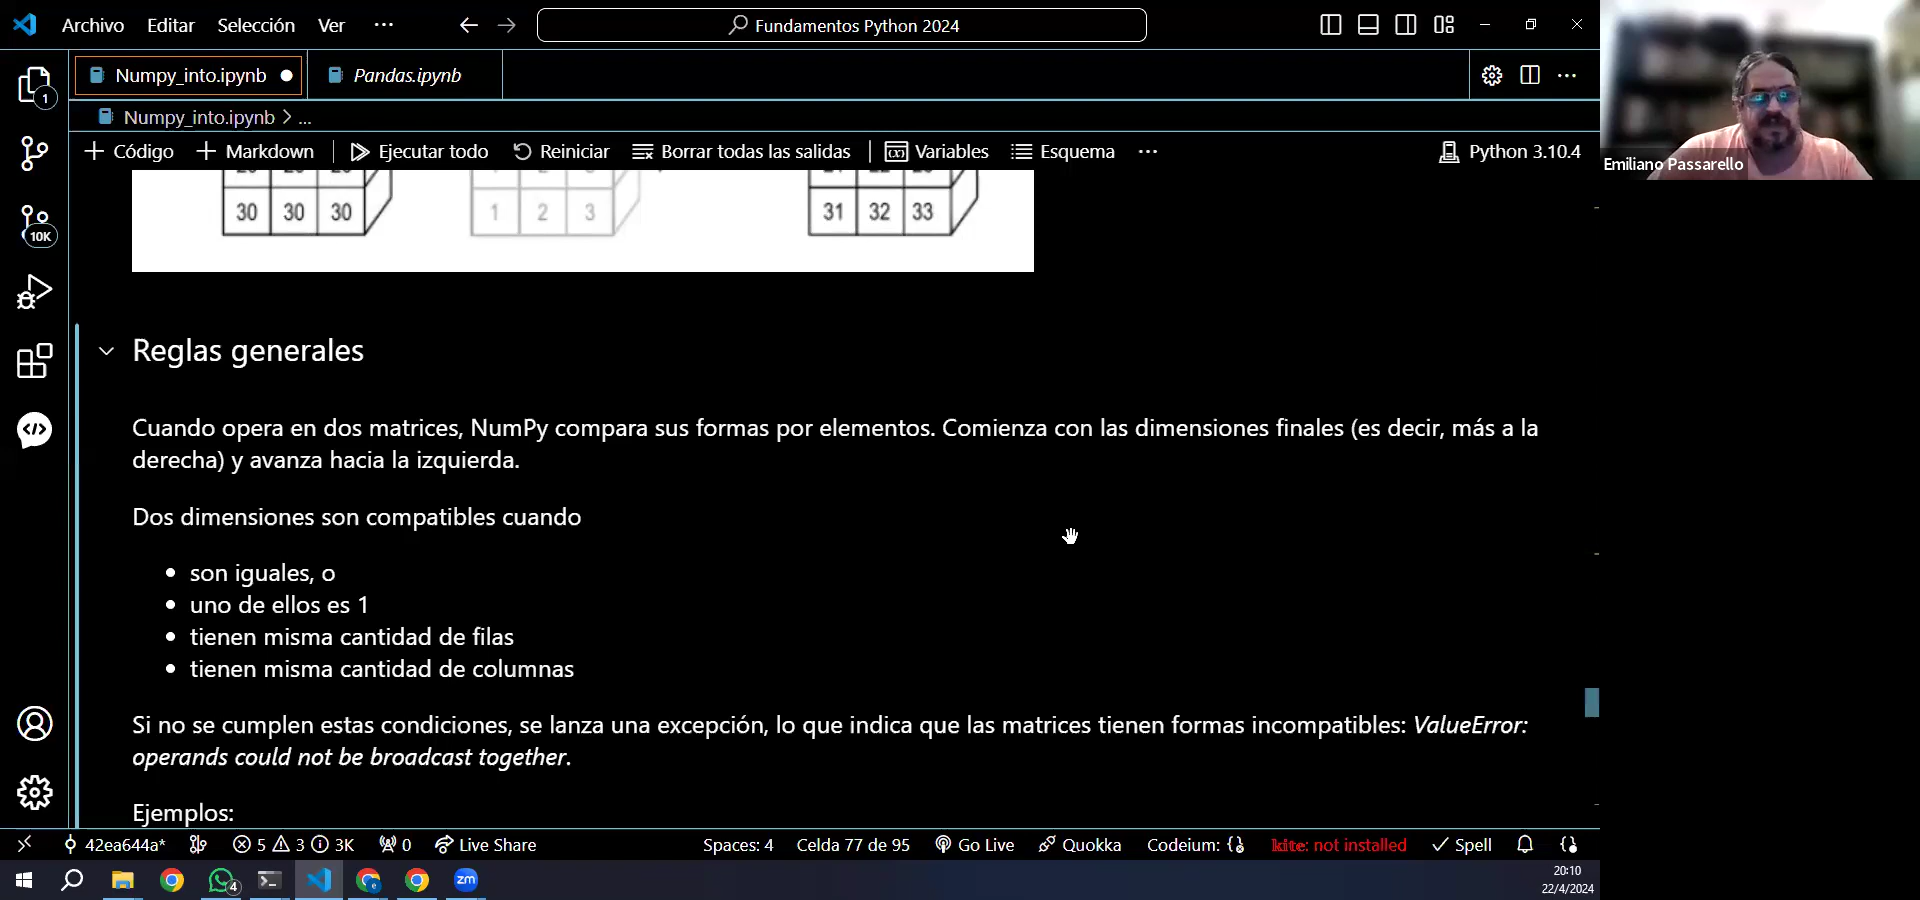 Archivo Editar Selección Ver ··· Fundamentos Python 2024
Numpy_into.ipynb Pandas.ipynb
1
Numpy_into.ipynb > ...
Código Markdown Ejecutar todo Reiniciar Borrar todas las salidas Variables Esquema ··· Python 3.10.4
Emiliano Passarello
30 30 30 1 2 3 31 32 33
10K
Reglas generales
Cuando opera en dos matrices, NumPy compara sus formas por elementos. Comienza con las dimensiones finales (es decir, más a la
derecha) y avanza hacia la izquierda.
Dos dimensiones son compatibles cuando
• son iguales, o
• uno de ellos es 1
• tienen misma cantidad de filas
• tienen misma cantidad de columnas
Si no se cumplen estas condiciones, se lanza una excepción, lo que indica que las matrices tienen formas incompatibles: ValueError:
operands could not be broadcast together.
Ejemplos:
42ea644a* 5 3 3K 0 Live Share Spaces: 4 Celda 77 de 95 Go Live Quokka Codeium: {} kite: not installed Spell
4 zm 20:10
22/4/2024